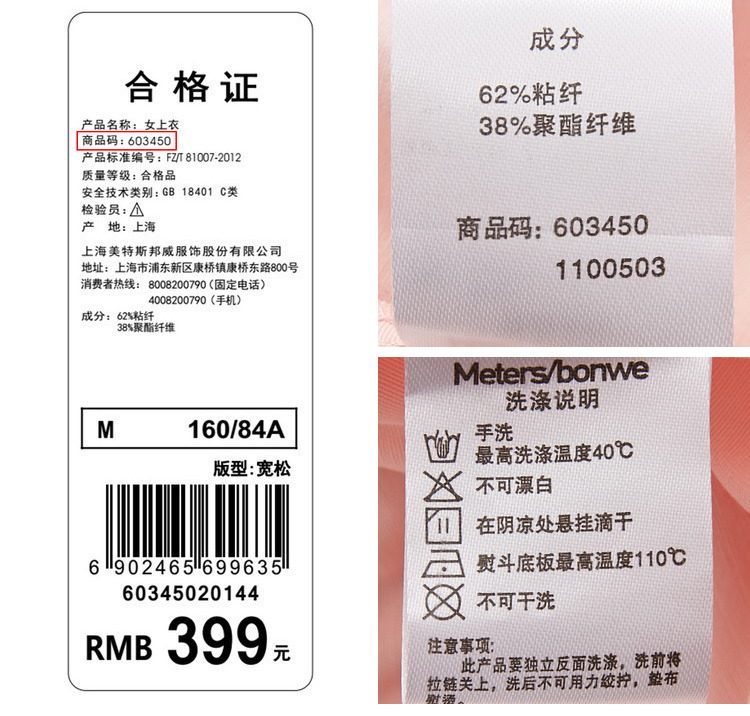 合格证
产品名称：女上衣
商品码：603450
产品标准编号：FZ/T 81007-2012
质量等级：合格品
安全技术类别：GB 18401 C类
检验员：
产 地：上海
上海美特斯邦威服饰股份有限公司
地址：上海市浦东新区康桥镇康桥东路800号
消费者热线：8008200790（固定电话）
4008200790（手机）
成分：62%粘纤
38%聚酯纤维
M 160/84A
版型：宽松
6 902465 699635
60345020144
RMB 399元
成分
62%粘纤
38%聚酯纤维
商品码：603450
1100503
Meters/bonwe
洗涤说明
手洗
最高洗涤温度40℃
不可漂白
在阴凉处悬挂滴干
熨斗底板最高温度110℃
不可干洗
注意事项：
此产品要独立反面洗涤，洗前将
拉链关上，洗后不可用力绞拧，垫布
熨烫。